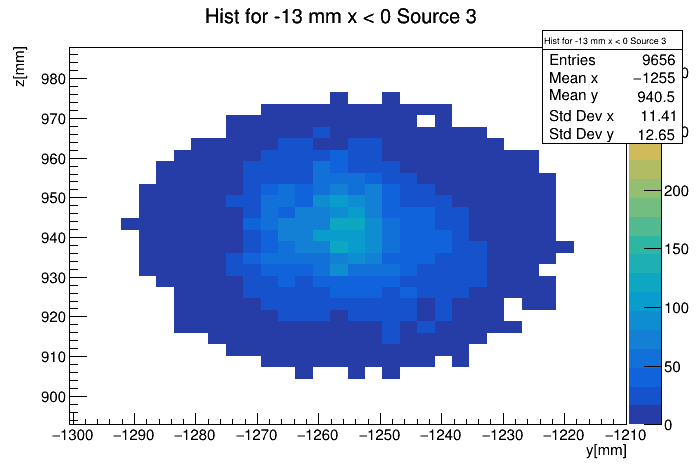 Hist for -13 mm x < 0 Source 3
Hist for -13 mm x < 0 Source 3
Entries 9656
Mean x −1255
Mean y 940.5
Std Dev x 11.41
Std Dev y 12.65
z[mm]
980
970
960
950
940
930
920
910
900
−1300 −1290 −1280 −1270 −1260 −1250 −1240 −1230 −1220 −1210
y[mm]
200
150
100
50
0